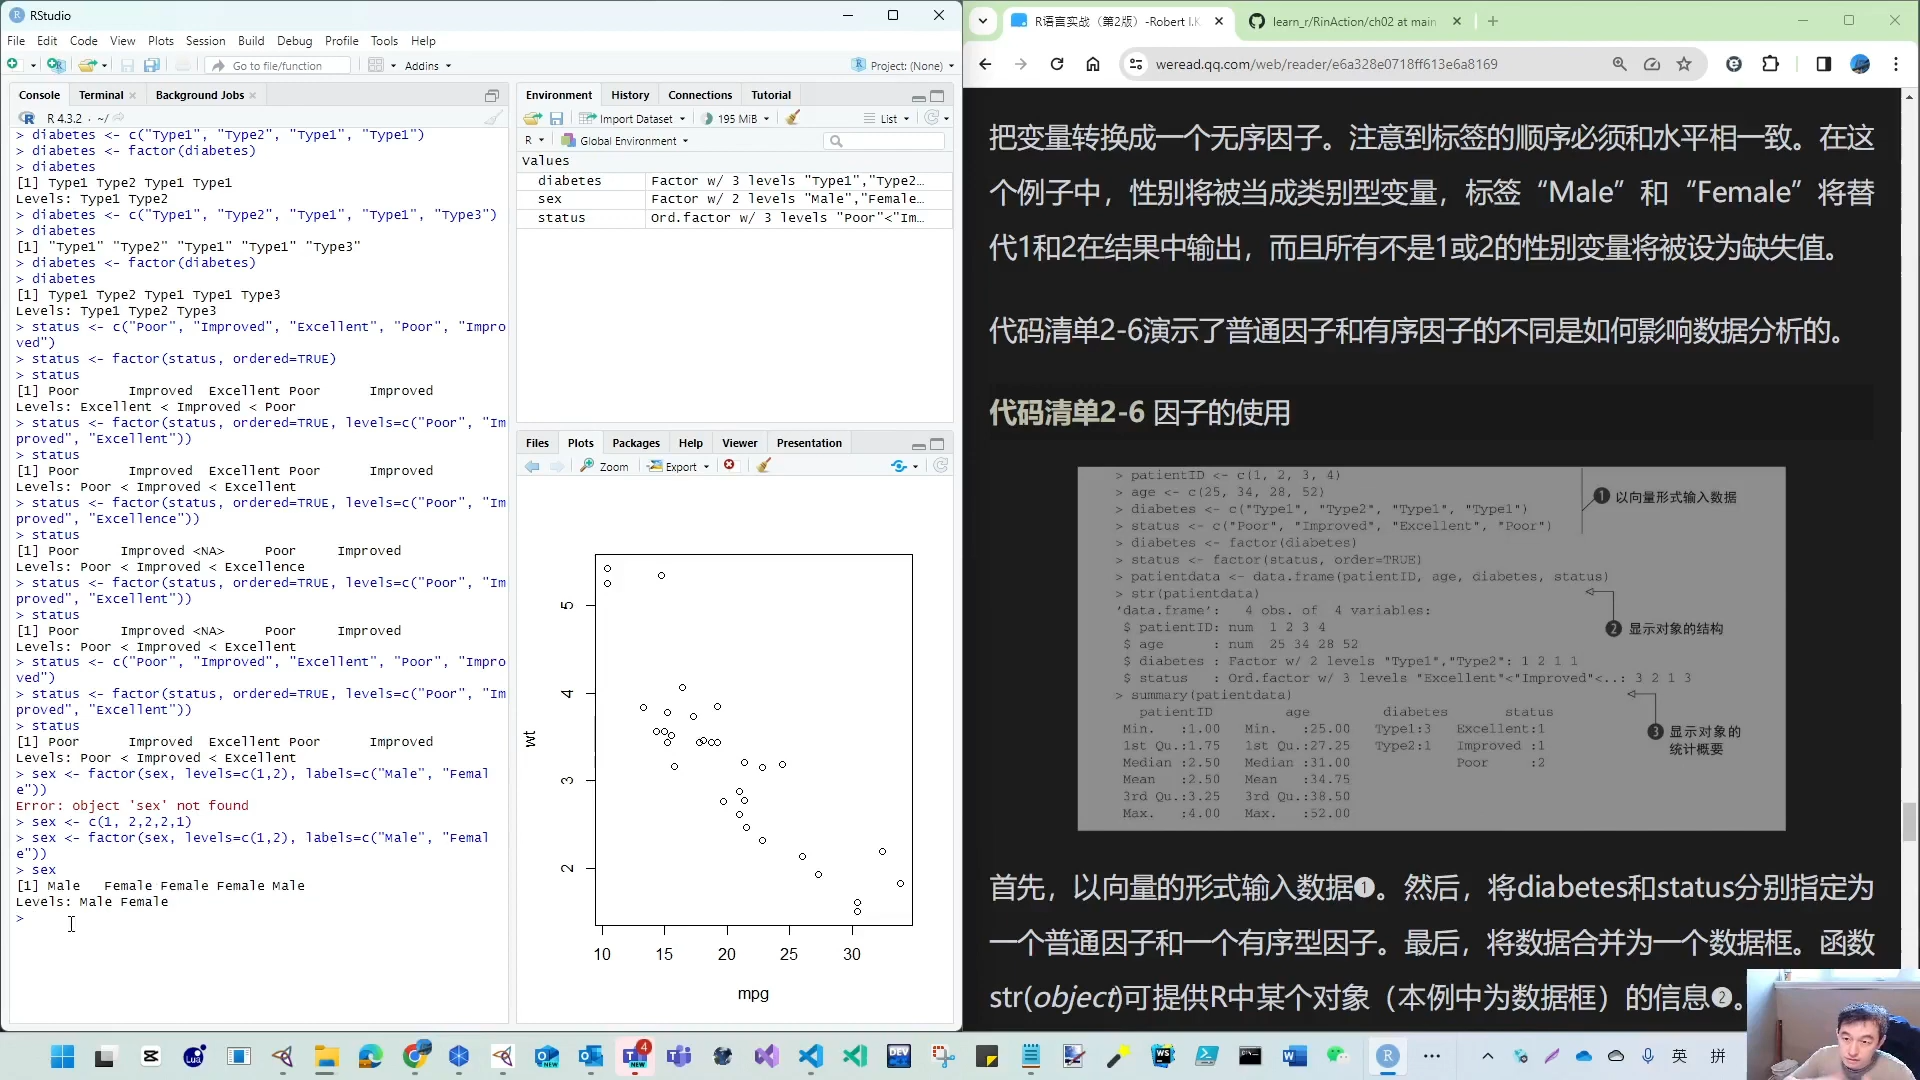 RStudio
File Edit Code View Plots Session Build Debug Profile Tools Help
Go to file/function
Addins
Project: (None)
Console Terminal Background Jobs
R 4.3.2 · ~/
> diabetes <- c("Type1", "Type2", "Type1", "Type1")
> diabetes <- factor(diabetes)
> diabetes
[1] Type1 Type2 Type1 Type1
Levels: Type1 Type2
> diabetes <- c("Type1", "Type2", "Type1", "Type1", "Type3")
> diabetes
[1] "Type1" "Type2" "Type1" "Type1" "Type3"
> diabetes <- factor(diabetes)
> diabetes
[1] Type1 Type2 Type1 Type1 Type3
Levels: Type1 Type2 Type3
> status <- c("Poor", "Improved", "Excellent", "Poor", "Impro
ved")
> status <- factor(status, ordered=TRUE)
> status
[1] Poor Improved Excellent Poor Improved
Levels: Excellent < Improved < Poor
> status <- factor(status, ordered=TRUE, levels=c("Poor", "Im
proved", "Excellent"))
> status
[1] Poor Improved Excellent Poor Improved
Levels: Poor < Improved < Excellent
> status <- factor(status, ordered=TRUE, levels=c("Poor", "Im
proved", "Excellence"))
> status
[1] Poor Improved <NA> Poor Improved
Levels: Poor < Improved < Excellence
> status <- factor(status, ordered=TRUE, levels=c("Poor", "Im
proved", "Excellent"))
> status
[1] Poor Improved <NA> Poor Improved
Levels: Poor < Improved < Excellent
> status <- c("Poor", "Improved", "Excellent", "Poor", "Impro
ved")
> status <- factor(status, ordered=TRUE, levels=c("Poor", "Im
proved", "Excellent"))
> status
[1] Poor Improved Excellent Poor Improved
Levels: Poor < Improved < Excellent
> sex <- factor(sex, levels=c(1,2), labels=c("Male", "Femal
e"))
Error: object 'sex' not found
> sex <- c(1, 2,2,2,1)
> sex <- factor(sex, levels=c(1,2), labels=c("Male", "Femal
e"))
> sex
[1] Male Female Female Female Male
Levels: Male Female
>
Environment History Connections Tutorial
Import Dataset 195 MiB List
R Global Environment
Values
diabetes Factor w/ 3 levels "Type1","Type2…
sex Factor w/ 2 levels "Male","Female…
status Ord.factor w/ 3 levels "Poor"<"Im…
Files Plots Packages Help Viewer Presentation
Zoom Export
5
4
3
2
wt
10 15 20 25 30
mpg
R语言实战（第2版）-Robert I.K
learn_r/RinAction/ch02 at main
weread.qq.com/web/reader/e6a328e0718ff613e6a8169
把变量转换成一个无序因子。注意到标签的顺序必须和水平相一致。在这
个例子中，性别将被当成类别型变量，标签“Male”和“Female”将替
代1和2在结果中输出，而且所有不是1或2的性别变量将被设为缺失值。
代码清单2-6演示了普通因子和有序因子的不同是如何影响数据分析的。
代码清单2-6 因子的使用
> patientID <- c(1, 2, 3, 4)
> age <- c(25, 34, 28, 52)
> diabetes <- c("Type1", "Type2", "Type1", "Type1")
> status <- c("Poor", "Improved", "Excellent", "Poor")
> diabetes <- factor(diabetes)
> status <- factor(status, order=TRUE)
> patientdata <- data.frame(patientID, age, diabetes, status)
> str(patientdata)
‘data.frame’: 4 obs. of 4 variables:
$ patientID: num 1 2 3 4
$ age : num 25 34 28 52
$ diabetes : Factor w/ 2 levels "Type1","Type2": 1 2 1 1
$ status : Ord.factor w/ 3 levels "Excellent"<"Improved"<..: 3 2 1 3
> summary(patientdata)
patientID age diabetes status
Min. :1.00 Min. :25.00 Type1:3 Excellent:1
1st Qu.:1.75 1st Qu.:27.25 Type2:1 Improved :1
Median :2.50 Median :31.00 Poor :2
Mean :2.50 Mean :34.75
3rd Qu.:3.25 3rd Qu.:38.50
Max. :4.00 Max. :52.00
❶ 以向量形式输入数据
❷ 显示对象的结构
❸ 显示对象的
统计概要
首先，以向量的形式输入数据❶。然后，将diabetes和status分别指定为
一个普通因子和一个有序型因子。最后，将数据合并为一个数据框。函数
str(object)可提供R中某个对象（本例中为数据框）的信息❷。
4
英 拼